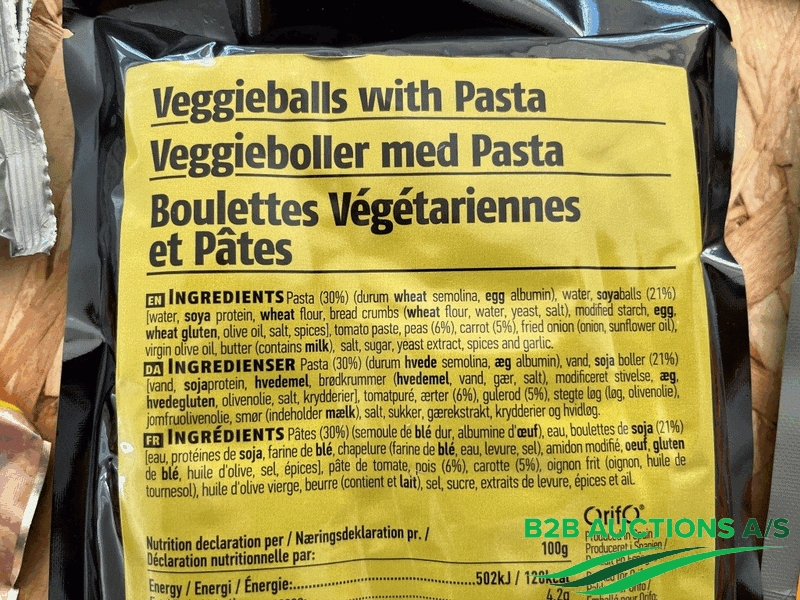 Veggieballs with Pasta
Veggieboller med Pasta
Boulettes Végétariennes
et Pâtes
EN INGREDIENTS Pasta (30%) (durum wheat semolina, egg albumin), water, soyaballs (21%)
[water, soya protein, wheat flour, bread crumbs (wheat flour, water, yeast, salt), modified starch, egg,
wheat gluten, olive oil, salt, spices], tomato paste, peas (6%), carrot (5%), fried onion (onion, sunflower oil),
virgin olive oil, butter (contains milk), salt, sugar, yeast extract, spices and garlic.
DA INGREDIENSER Pasta (30%) (durum hvede semolina, æg albumin), vand, soja boller (21%)
[vand, sojaprotein, hvedemel, brødkrummer (hvedemel, vand, gær, salt), modificeret stivelse, æg,
hvedegluten, olivenolie, salt, krydderier], tomatpuré, ærter (6%), gulerod (5%), stegte løg (løg, olivenolie),
jomfruolivenolie, smør (indeholder mælk), salt, sukker, gærekstrakt, krydderier og hvidløg.
FR INGRÉDIENTS Pâtes (30%) (semoule de blé dur, albumine d'œuf), eau, boulettes de soja (21%)
[eau, protéines de soja, farine de blé, chapelure (farine de blé, eau, levure, sel), amidon modifié, oeuf, gluten
de blé, huile d'olive, sel, épices], pâte de tomate, pois (6%), carotte (5%), oignon frit (oignon, huile de
tournesol), huile d'olive vierge, beurre (contient et lait), sel, sucre, extraits de levure, épices et ail.
OrifO®
B2B AUCTIONS A/S
Produceret i Spanien /
Nutrition declaration per / Næringsdeklaration pr. /
Déclaration nutritionnelle par: 100g
Energy / Energi / Énergie: 502kJ / 120kcal
4.2g